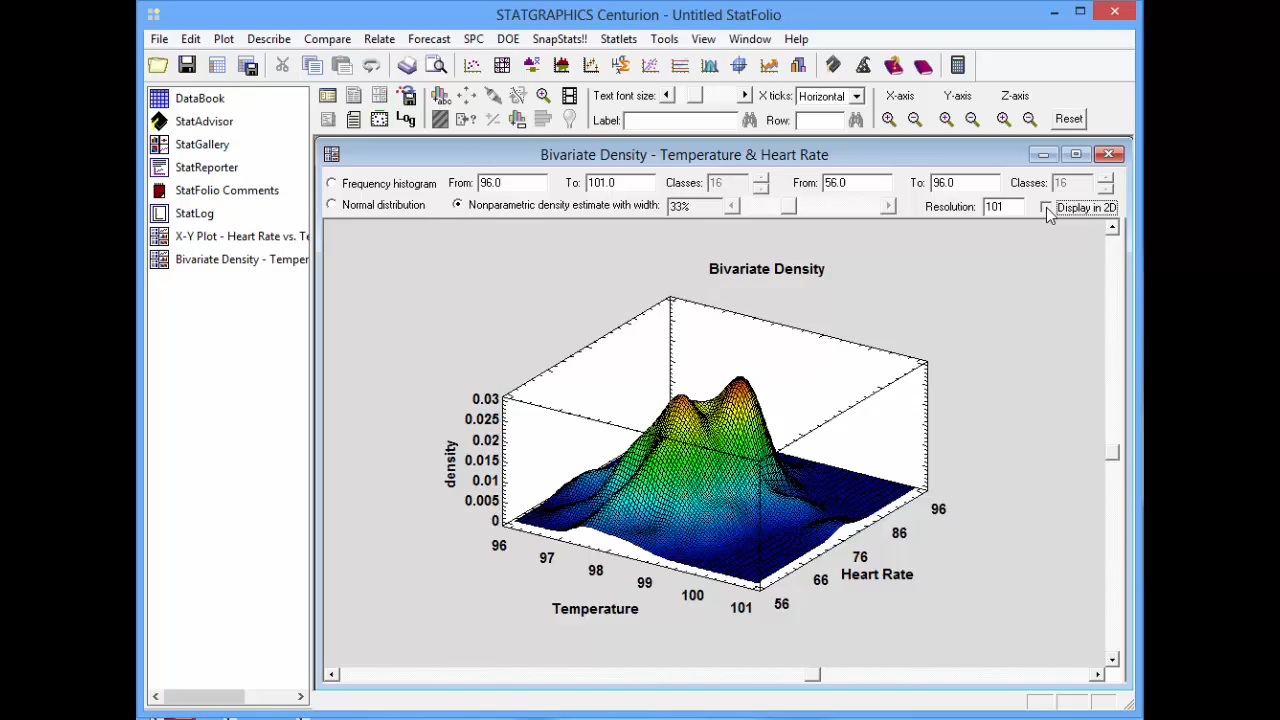 STATGRAPHICS Centurion - Untitled StatFolio
File Edit Plot Describe Compare Relate Forecast SPC DOE SnapStats!! Statlets Tools View Window Help
Text font size: X ticks: Horizontal X-axis Y-axis Z-axis
Log Label: Row: Reset
DataBook
StatAdvisor
StatGallery
StatReporter
StatFolio Comments
StatLog
X-Y Plot - Heart Rate vs. Te
Bivariate Density - Temper
Bivariate Density - Temperature & Heart Rate
Frequency histogram From: 96.0 To: 101.0 Classes: 16 From: 56.0 To: 96.0 Classes: 16
Normal distribution Nonparametric density estimate with width: 33% Resolution: 101 Display in 2D
Bivariate Density
0.03
0.025
0.02
0.015
0.01
0.005
0
density
96 97 98 99 100 101
Temperature
56 66 76 86 96
Heart Rate